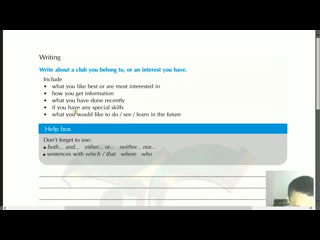 Writing
Write about a club you belong to, or an interest you have.
Include
• what you like best or are most interested in
• how you get information
• what you have done recently
• if you have any special skills
• what you would like to do / see / learn in the future
Help box
Don't forget to use:
• both... and... either... or... neither... nor...
• sentences with which / that where who